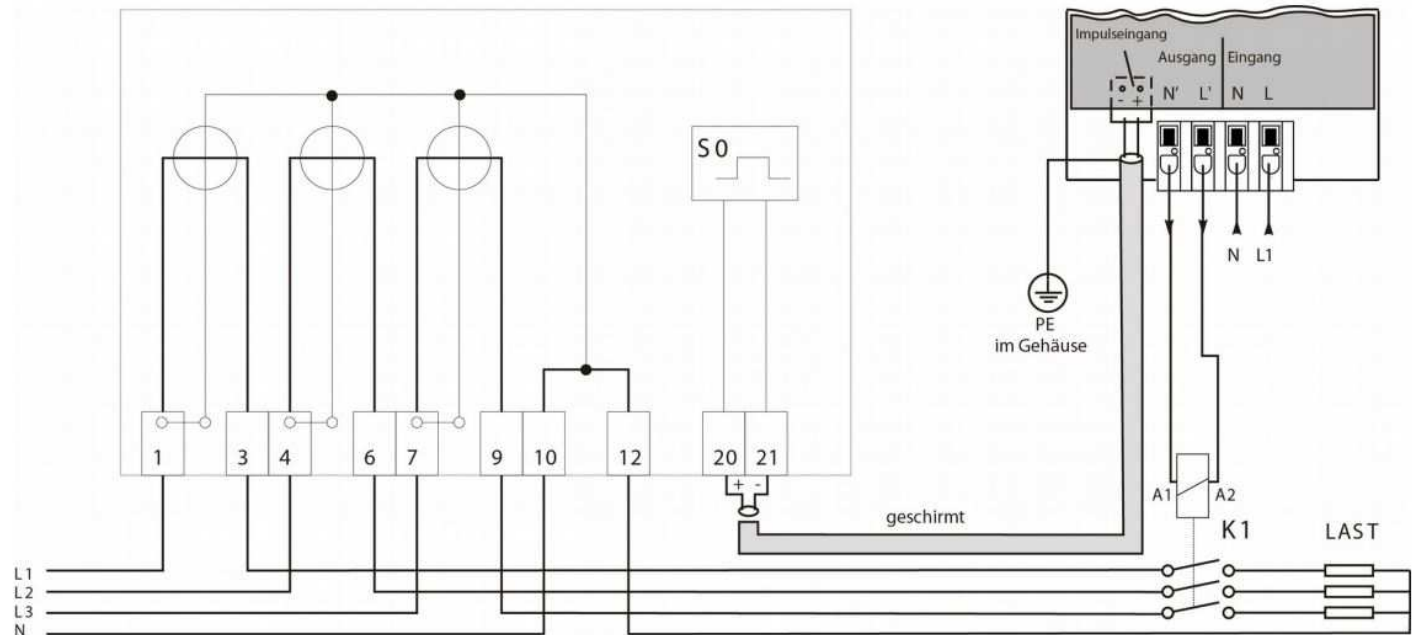 Impulseingang
Ausgang Eingang
- + N' L' N L
S0
N L1
PE
im Gehäuse
1 3 4 6 7 9 10 12 20 21
+ -
A1 A2
geschirmt
K1 LAST
L1
L2
L3
N